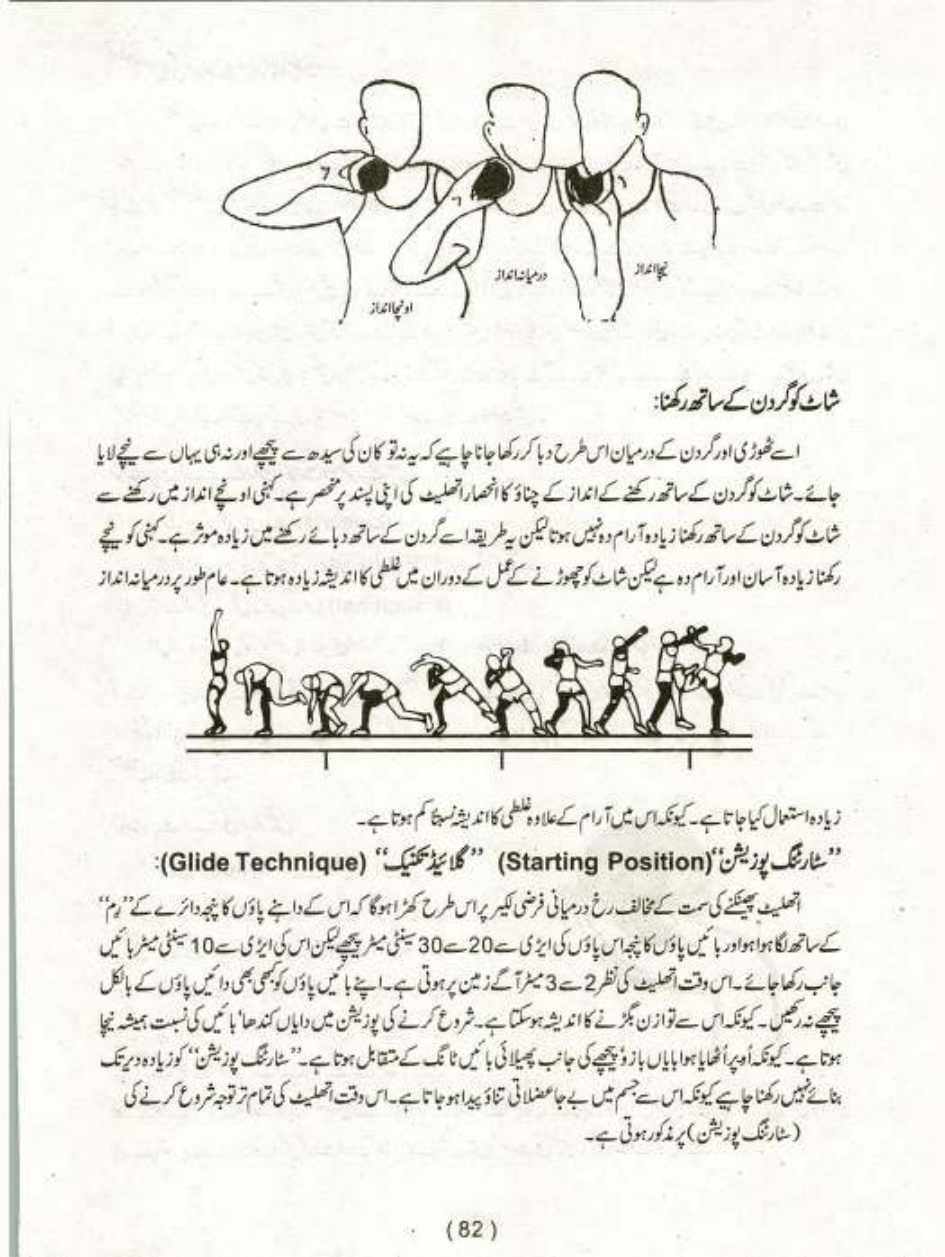 نیچا انداز
درمیانہ انداز
اونچا انداز
شاٹ کو گردن کے ساتھ رکھنا:
اسے ٹھوڑی اور گردن کے درمیان اس طرح دبا کر رکھا جانا چاہیے کہ یہ نہ تو کان کی سیدھ سے پیچھے اور نہ ہی یہاں سے نیچے لایا
جائے۔ شاٹ کو گردن کے ساتھ رکھنے کے انداز کے چناؤ کا انحصار اتھلیٹ کی اپنی پسند پر منحصر ہے۔ کہنی اونچے انداز میں رکھنے سے
شاٹ کو گردن کے ساتھ رکھنا زیادہ آرام دہ نہیں ہوتا لیکن یہ طریقہ اسے گردن کے ساتھ دبائے رکھنے میں زیادہ موثر ہے۔ کہنی کو نیچے
رکھنا زیادہ آسان اور آرام دہ ہے لیکن شاٹ کو چھوڑنے کے عمل کے دوران میں غلطی کا اندیشہ زیادہ ہوتا ہے۔ عام طور پر درمیانہ انداز
زیادہ استعمال کیا جاتا ہے۔ کیونکہ اس میں آرام کے علاوہ غلطی کا اندیشہ نسبتاً کم ہوتا ہے۔
”سٹارٹنگ پوزیشن“ (Starting Position) ”گلائیڈ تکنیک“ (Glide Technique):
اتھلیٹ پھینکنے کی سمت کے مخالف رخ درمیانی فرضی لکیر پر اس طرح کھڑا ہوگا کہ اس کے داہنے پاؤں کا پنجہ دائرے کے ”رم“
کے ساتھ لگا ہوا ہو اور بائیں پاؤں کا پنجہ اس پاؤں کی ایڑی سے 20 سے 30 سینٹی میٹر پیچھے لیکن اس کی ایڑی سے 10 سینٹی میٹر بائیں
جانب رکھا جائے۔ اس وقت اتھلیٹ کی نظر 2 سے 3 میٹر آگے زمین پر ہوتی ہے۔ اپنے بائیں پاؤں کو کبھی بھی دائیں پاؤں کے بالکل
پیچھے نہ رکھیں۔ کیونکہ اس سے توازن بگڑنے کا اندیشہ ہو سکتا ہے۔ شروع کرنے کی پوزیشن میں دایاں کندھا بائیں کی نسبت ہمیشہ نیچا
ہوتا ہے۔ کیونکہ اُوپر اُٹھایا ہوا بایاں بازو پیچھے کی جانب پھیلائی بائیں ٹانگ کے متقابل ہوتا ہے۔ ”سٹارٹنگ پوزیشن“ کو زیادہ دیر تک
بنائے نہیں رکھنا چاہیے کیونکہ اس سے جسم میں بے جا عضلاتی تناؤ پیدا ہو جاتا ہے۔ اس وقت اتھلیٹ کی تمام تر توجہ شروع کرنے کی
(سٹارٹنگ پوزیشن) پر مذکور ہوتی ہے۔
(82)